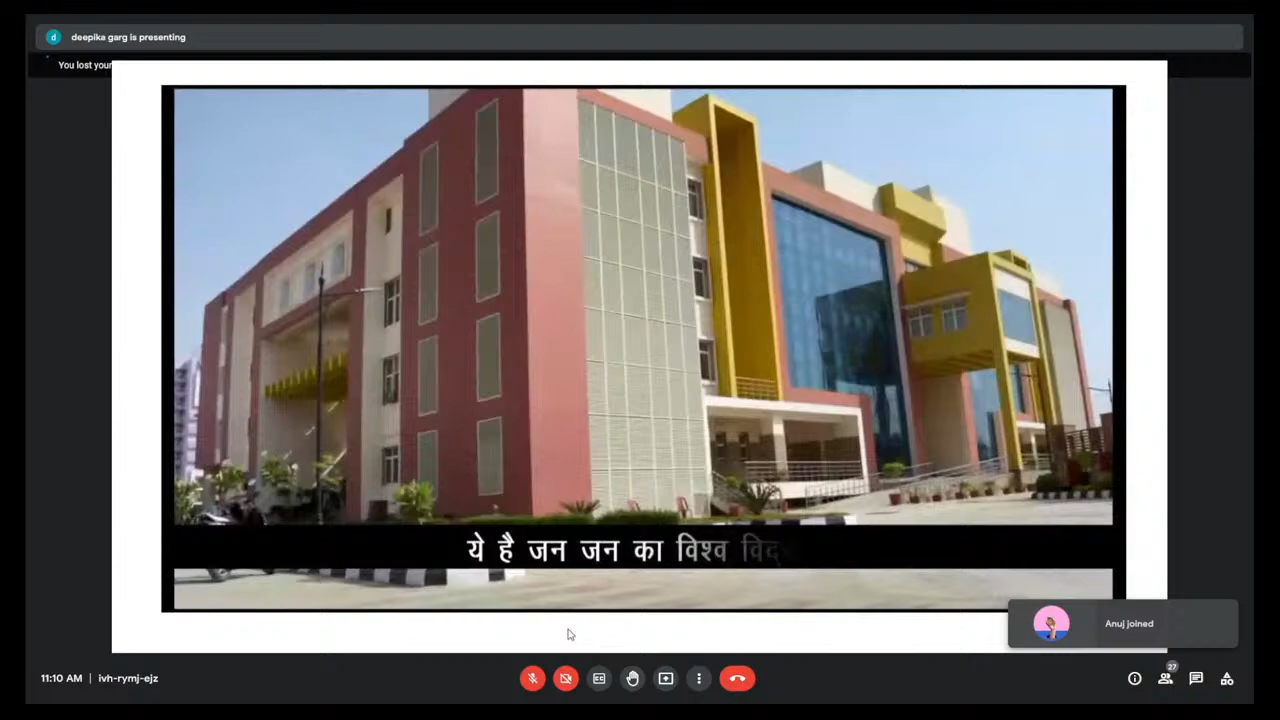 deepika garg is presenting
You lost your
ये है जन जन का विश्व
Anuj joined
27
11:10 AM | ivh-rymj-ejz